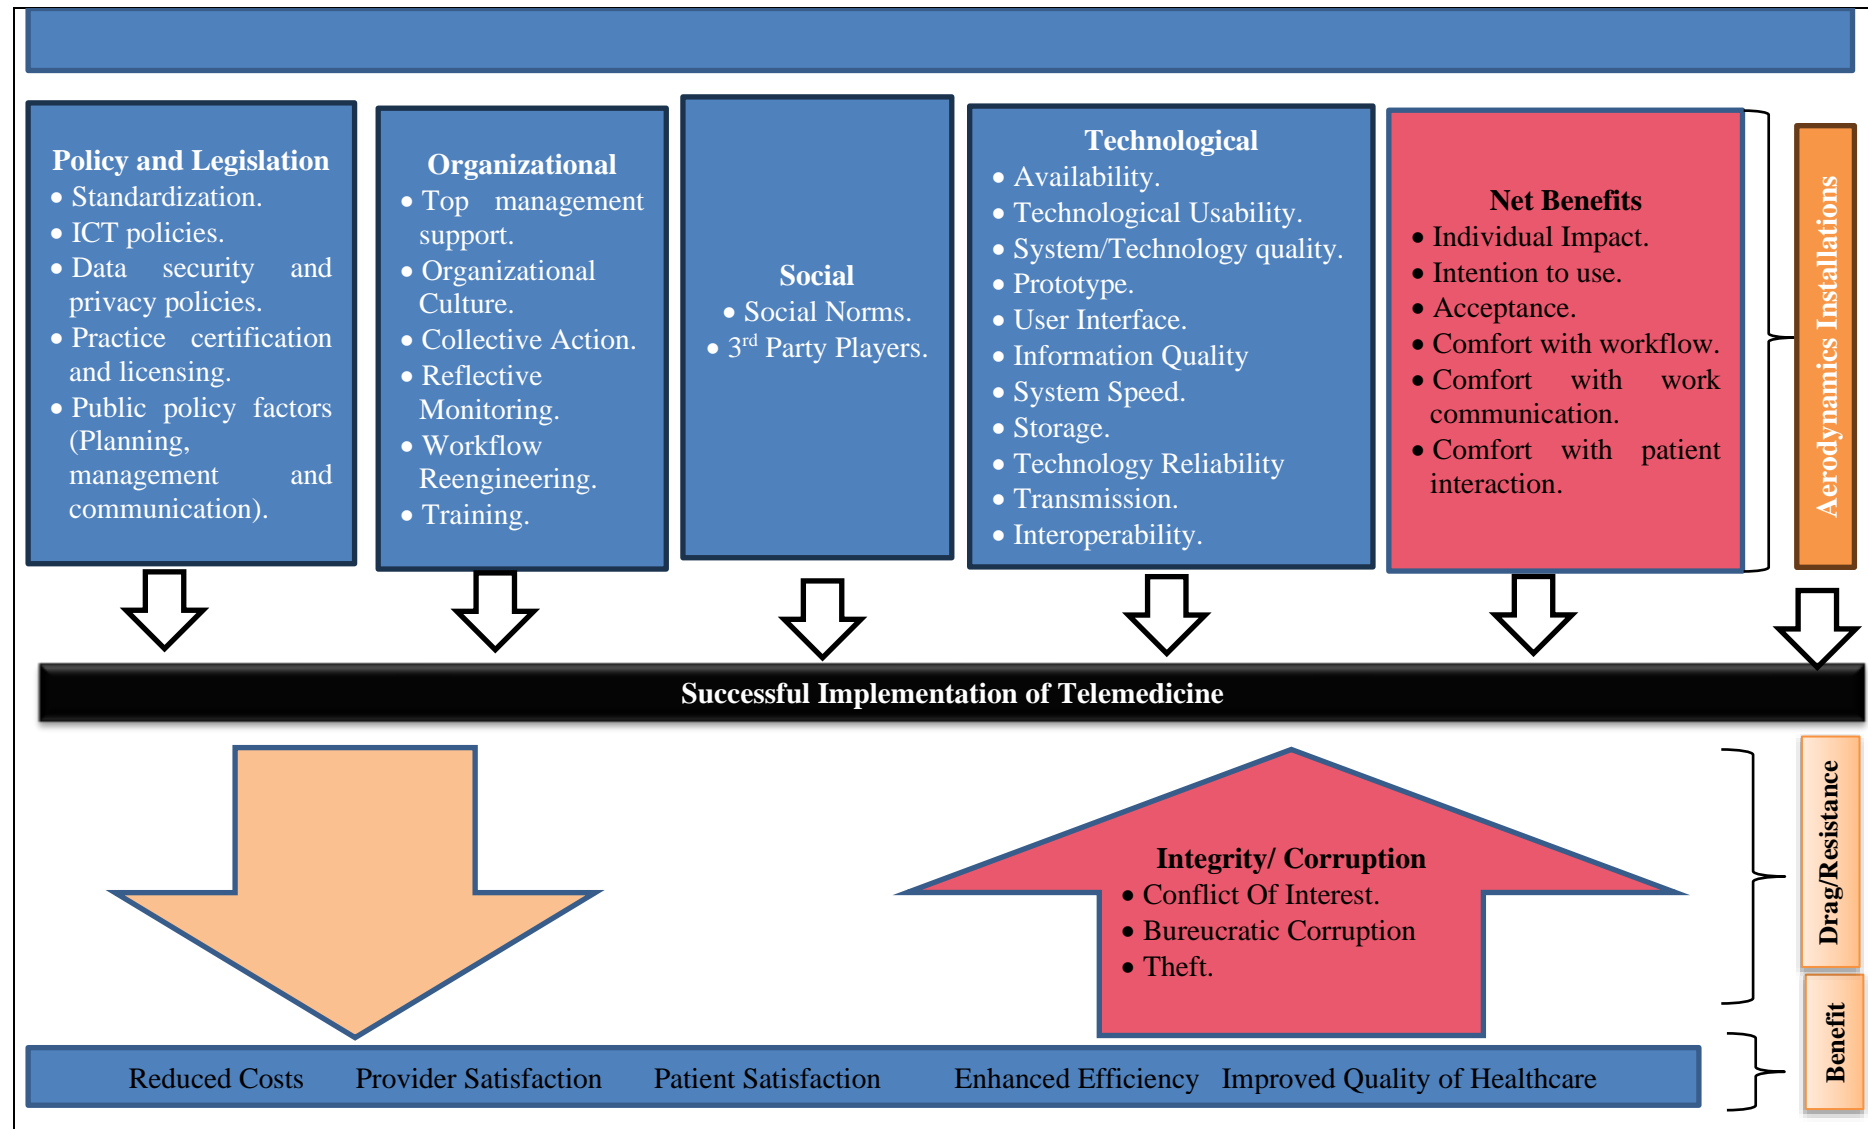 Policy and Legislation
• Standardization.
• ICT policies.
• Data security and
privacy policies.
• Practice certification
and licensing.
• Public policy factors
(Planning,
management and
communication).
Organizational
• Top management
support.
• Organizational
Culture.
• Collective Action.
• Reflective
Monitoring.
• Workflow
Reengineering.
• Training.
Social
• Social Norms.
• 3rd Party Players.
Technological
• Availability.
• Technological Usability.
• System/Technology quality.
• Prototype.
• User Interface.
• Information Quality
• System Speed.
• Storage.
• Technology Reliability
• Transmission.
• Interoperability.
Net Benefits
• Individual Impact.
• Intention to use.
• Acceptance.
• Comfort with workflow.
• Comfort with work
communication.
• Comfort with patient
interaction.
Aerodynamics Installations
Successful Implementation of Telemedicine
Integrity/ Corruption
• Conflict Of Interest.
• Bureucratic Corruption
• Theft.
Drag/Resistance
Reduced Costs Provider Satisfaction Patient Satisfaction Enhanced Efficiency Improved Quality of Healthcare
Benefit